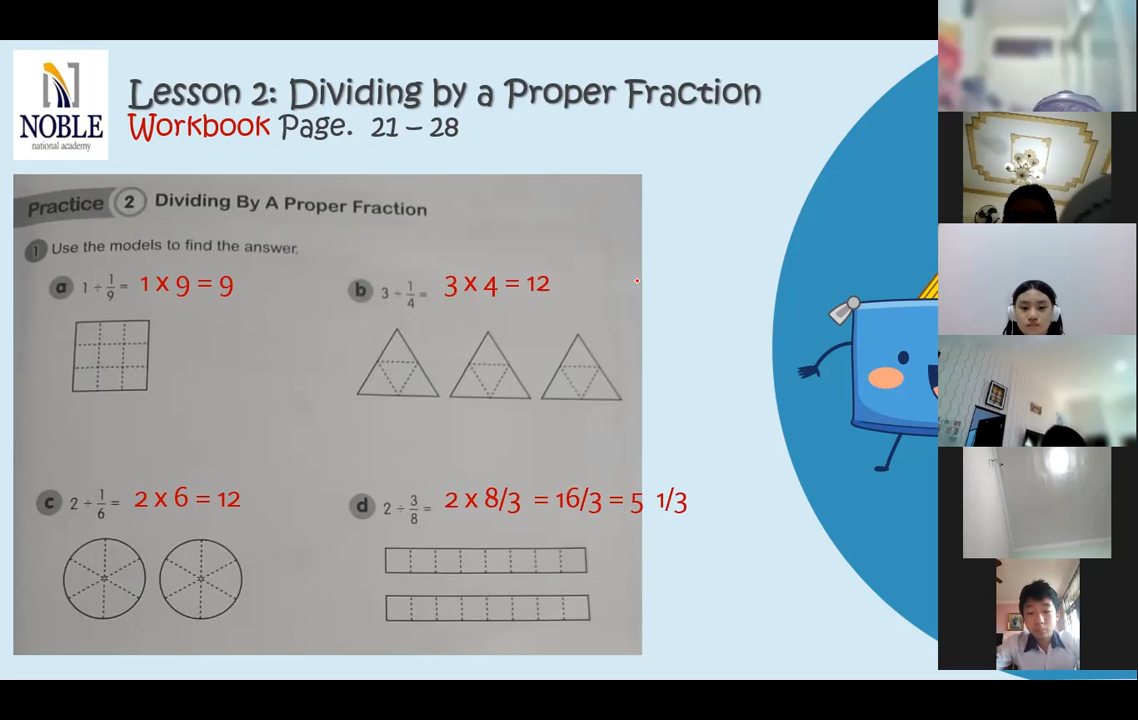 Lesson 2: Dividing by a Proper Fraction
Workbook Page. 21 – 28
NOBLE
national academy
Practice 2 Dividing By A Proper Fraction
1 Use the models to find the answer.
a 1 ÷ 1/9 = 1 x 9 = 9
b 3 ÷ 1/4 = 3 x 4 = 12
c 2 ÷ 1/6 = 2 x 6 = 12
d 2 ÷ 3/8 = 2 x 8/3 = 16/3 = 5 1/3